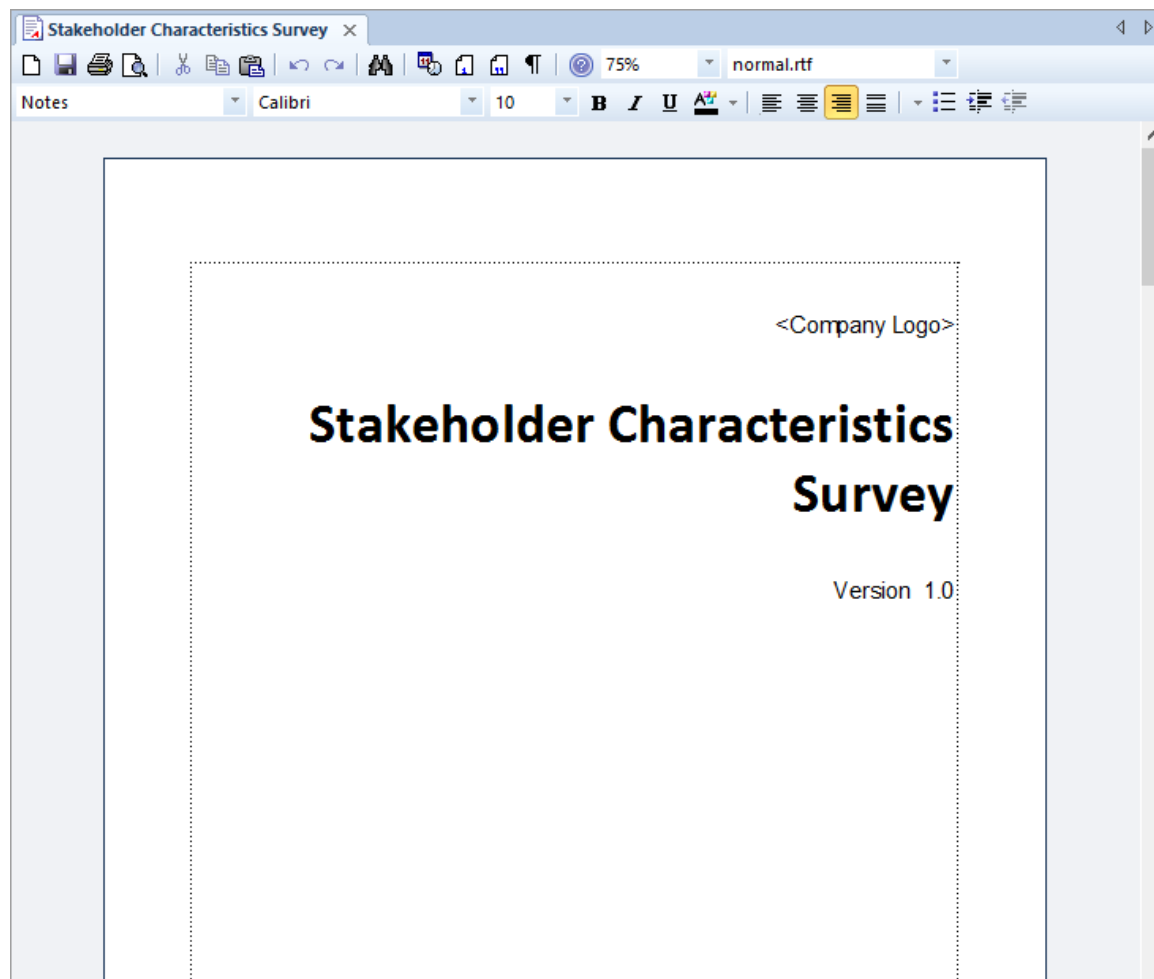 Stakeholder Characteristics Survey
75%
normal.rtf
Notes
Calibri
10
B I U A
<Company Logo>
Stakeholder Characteristics
Survey
Version 1.0